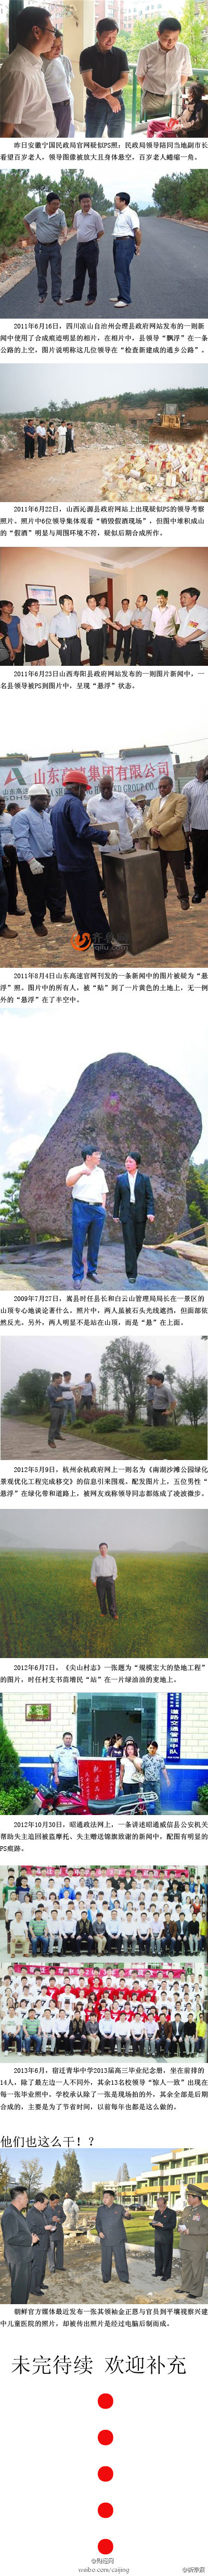 昨日安徽宁国民政局官网疑似PS照：民政局领导陪同当地副市长
看望百岁老人，领导图像被放大且身体悬空，百岁老人蜷缩一角。
2011年6月16日，四川凉山自治州会理县政府网站发布的一则新
闻中使用了合成痕迹明显的相片，在相片中，县领导“飘浮”在一条
公路的上空，图片说明称这几位领导在“检查新建成的通乡公路”。
2011年6月22日，山西沁源县政府网站上出现疑似PS的领导考察
照片，照片中6位领导集体观看“销毁假酒现场”，但图中堆积成山
的“假酒”明显与周围环境不符，疑似后期合成所作。
2011年6月23日山西寿阳县政府网站发布的一则图片新闻中，一
名县领导被PS到图片中，呈现“悬浮”状态。
山东高速集团有限公司
齐鲁网
2011年8月4日山东高速官网刊发的一条新闻中的图片被疑为“悬
浮”照。图片中的所有人，被“贴”到了一片黄色的土地上，无一例
外的“悬浮”在了半空中。
2009年7月27日，嵩县时任县长和白云山管理局局长在一景区的
山顶专心地谈论著什么。照片中，两人虽被石头光线遮挡，但面部依
然反光。另外，两人明显不是站在山顶，而是“悬”在上面。
2012年5月9日，杭州余杭政府网上一则名为《南湖沙滩公园绿化
景观优化工程完成移交》的信息引来围观。配发图片上，五位男性“
悬浮”在绿化带和道路上，被网友戏称领导同志都练成了凌波微步。
2012年6月7日，《尖山村志》一张题为“规模宏大的垫地工程”
的图片，时任村支书苗增民“站”在一片绿油油的麦地上。
道路交通管理中队
2012年10月30日，昭通政法网上，一条讲述昭通威信县公安机关
帮助失主追回被盗摩托、失主赠送锦旗致谢的新闻中，配图有明显的
PS痕迹。
2013年6月，宿迁青华中学2013届高三毕业纪念册，坐在前排的
14人，除了最左边一人不同外，其余13名校领导“惊人一致”出现在
每一张毕业照中。学校承认除了一张是现场拍的外，其余全部是后期
合成的，主要是为了节省时间，以前每年也都是这么做的。
他们也这么干！？
朝鲜官方媒体最近发布一张其领袖金正恩与官员到平壤视察兴建
中儿童医院的照片，却被传出照片是经过电脑后制而成。
未完待续 欢迎补充
@财经网
weibo.com/caijing